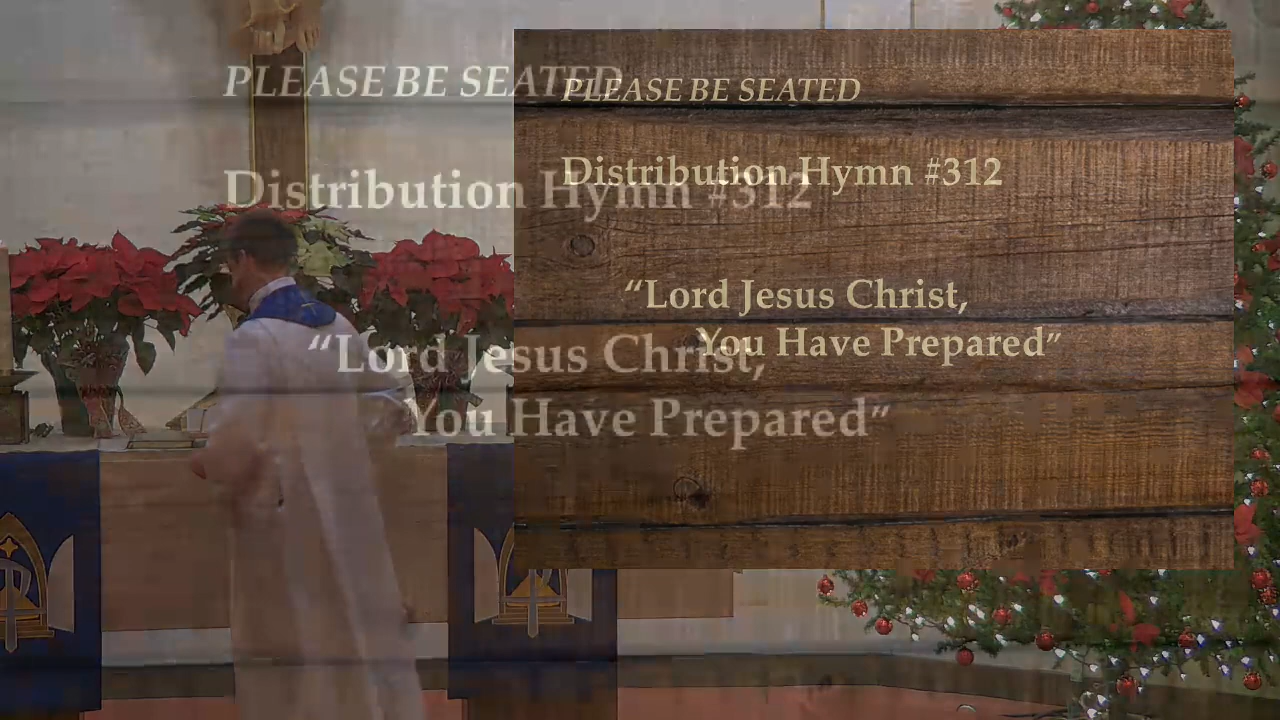 PLEASE BE SEATED
Distribution Hymn #312
“Lord Jesus Christ,
You Have Prepared”
PLEASE BE SEATED
Distribution Hymn #312
“Lord Jesus Christ,
You Have Prepared”